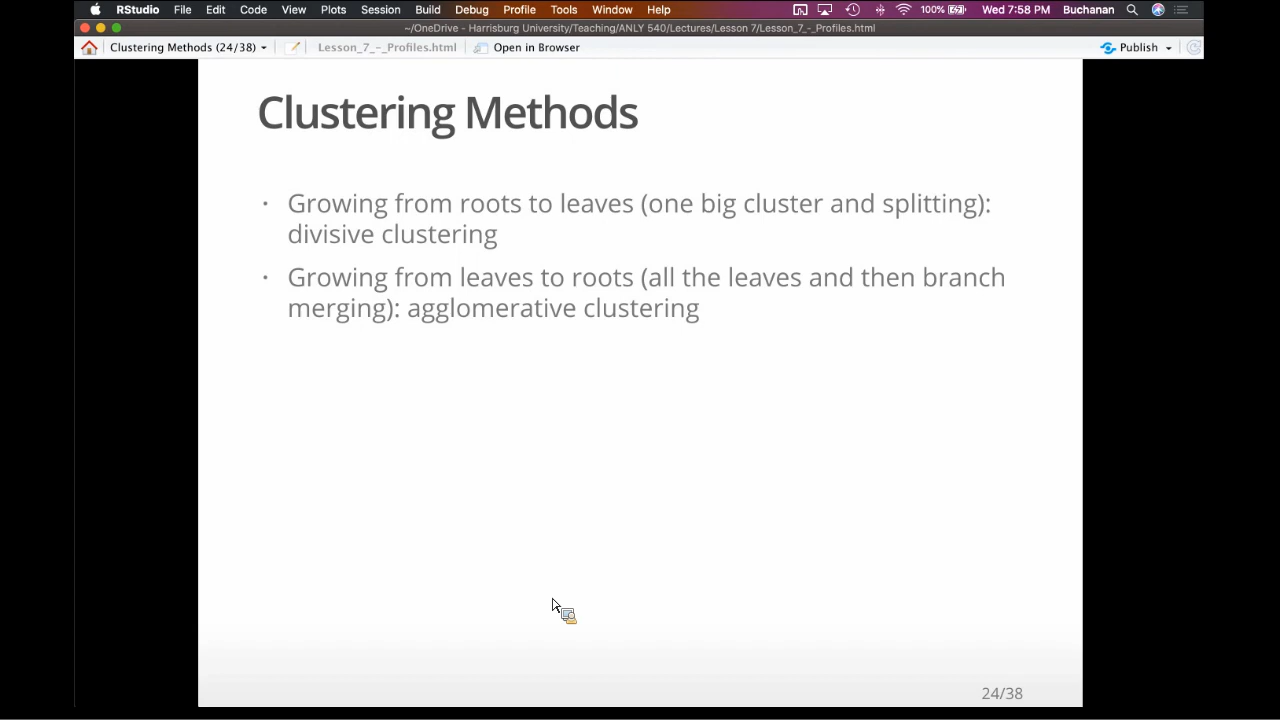 RStudio File Edit Code View Plots Session Build Debug Profile Tools Window Help 100% Wed 7:58 PM Buchanan
~/OneDrive - Harrisburg University/Teaching/ANLY 540/Lectures/Lesson 7/Lesson_7_-_Profiles.html
Clustering Methods (24/38) Lesson_7_-_Profiles.html Open in Browser Publish
Clustering Methods
· Growing from roots to leaves (one big cluster and splitting):
divisive clustering
· Growing from leaves to roots (all the leaves and then branch
merging): agglomerative clustering
24/38